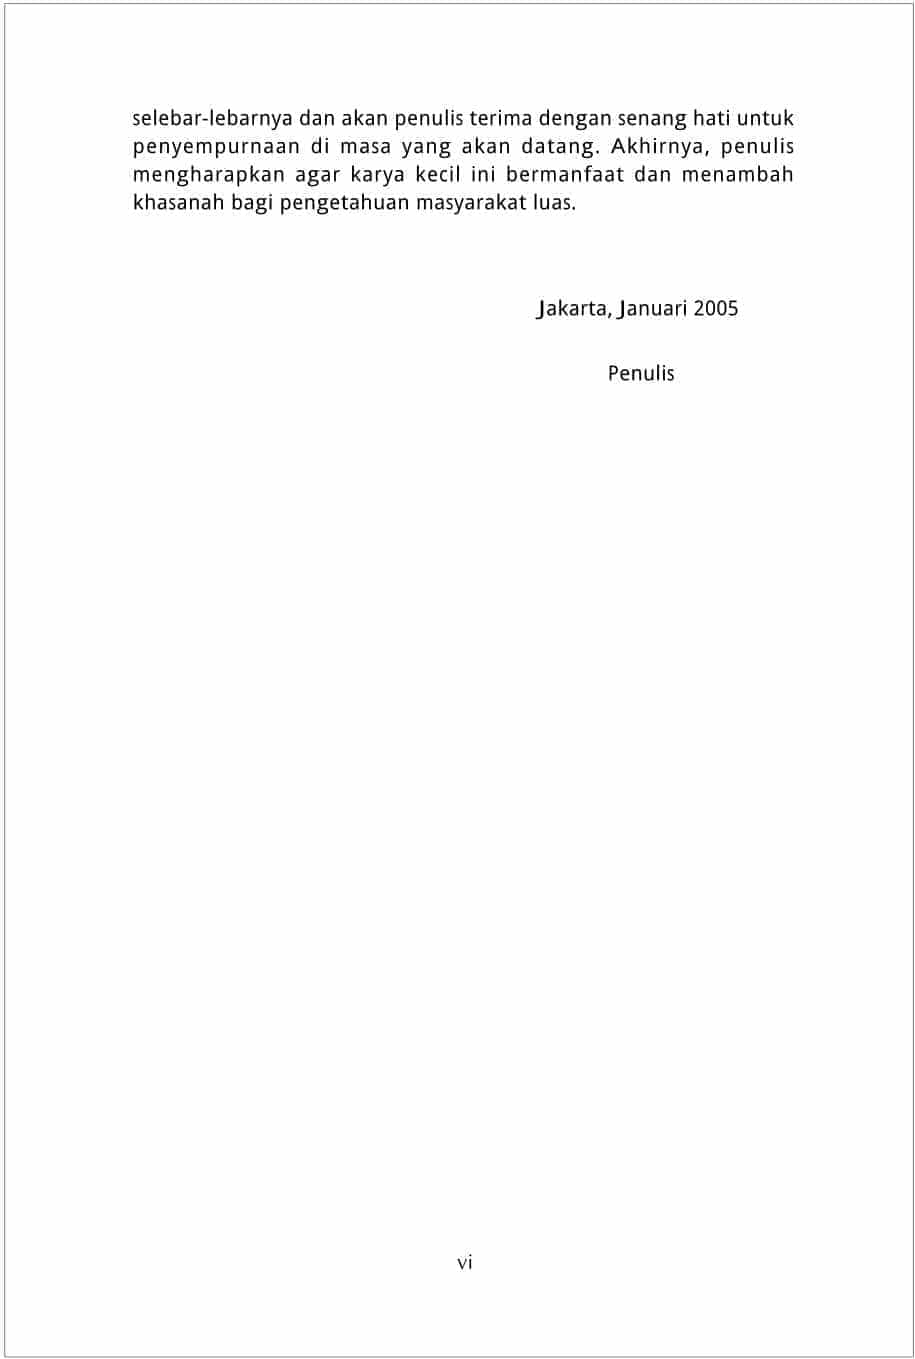 selebar-lebarnya dan akan penulis terima dengan senang hati untuk
penyempurnaan di masa yang akan datang. Akhirnya, penulis
mengharapkan agar karya kecil ini bermanfaat dan menambah
khasanah bagi pengetahuan masyarakat luas.
Jakarta, Januari 2005
Penulis
vi